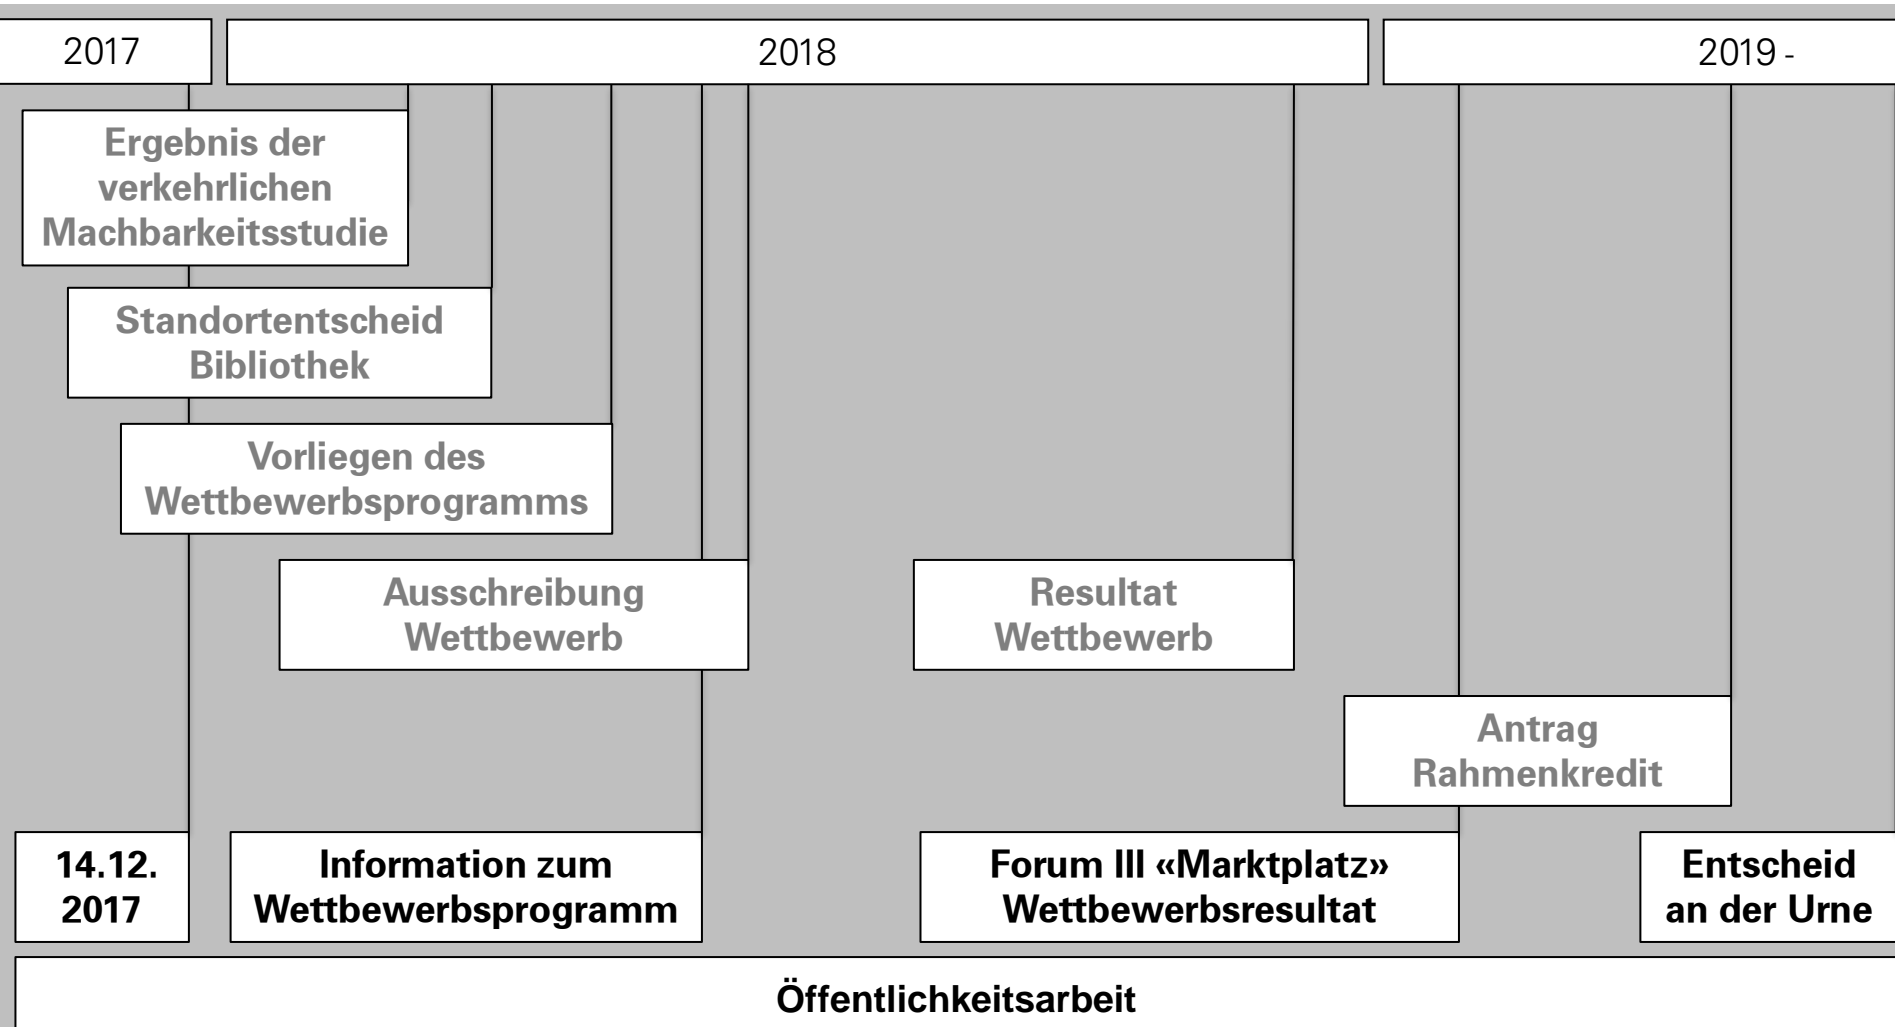 2017
2018
2019 -
Ergebnis der
verkehrlichen
Machbarkeitsstudie
Standortentscheid
Bibliothek
Vorliegen des
Wettbewerbsprogramms
Ausschreibung
Wettbewerb
Resultat
Wettbewerb
Antrag
Rahmenkredit
14.12.
2017
Information zum
Wettbewerbsprogramm
Forum III «Marktplatz»
Wettbewerbsresultat
Entscheid
an der Urne
Öffentlichkeitsarbeit